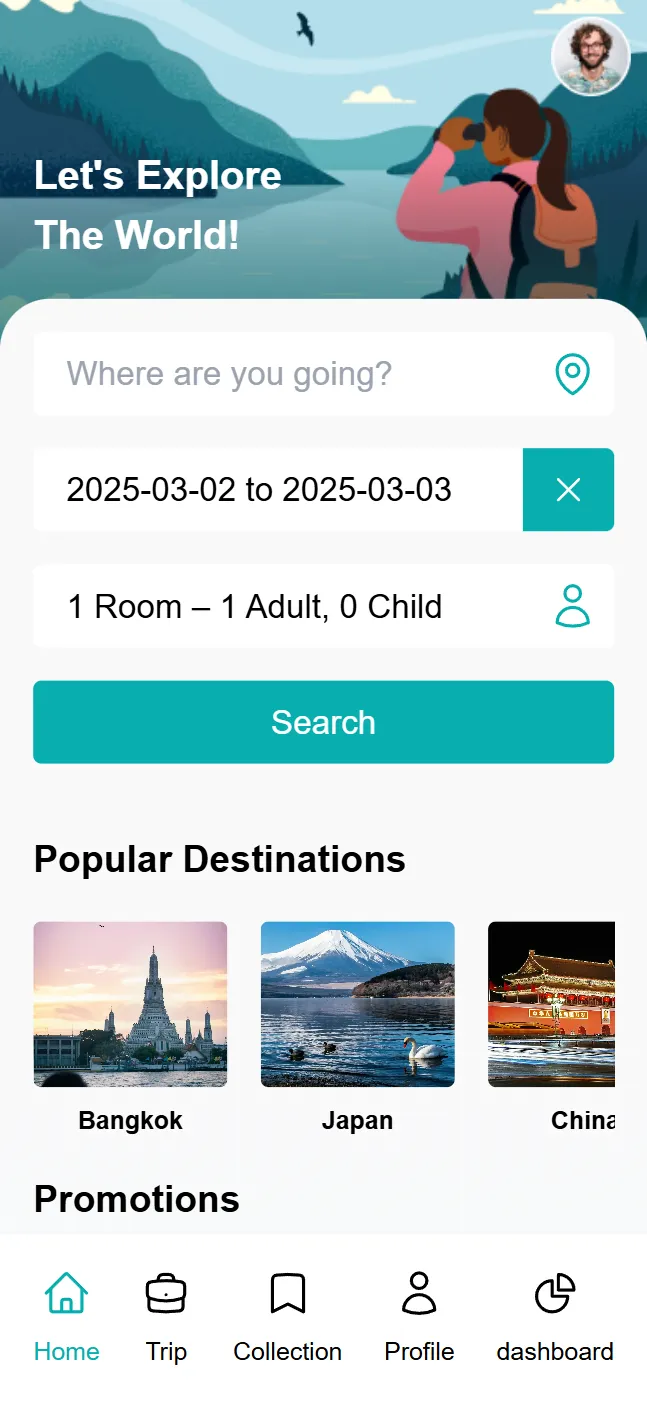 Let's Explore
The World!
Where are you going?
2025-03-02 to 2025-03-03
1 Room – 1 Adult, 0 Child
Search
Popular Destinations
Bangkok
Japan
China
Promotions
Home
Trip
Collection
Profile
dashboard